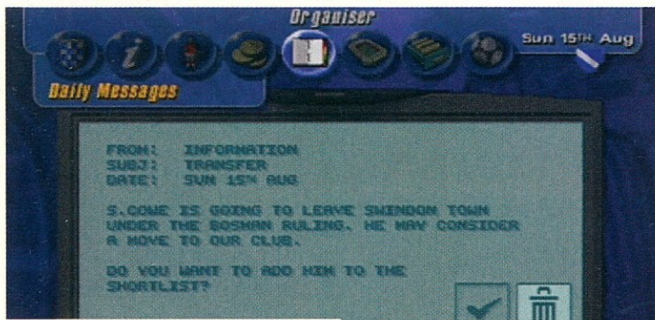 Organiser
Sun 15TH Aug
Daily Messages
FROM: INFORMATION
SUBJ: TRANSFER
DATE: SUN 15TH AUG
S.COWE IS GOING TO LEAVE SWINDON TOWN
UNDER THE BOSMAN RULING. HE MAY CONSIDER
A MOVE TO OUR CLUB.
DO YOU WANT TO ADD HIM TO THE
SHORTLIST?